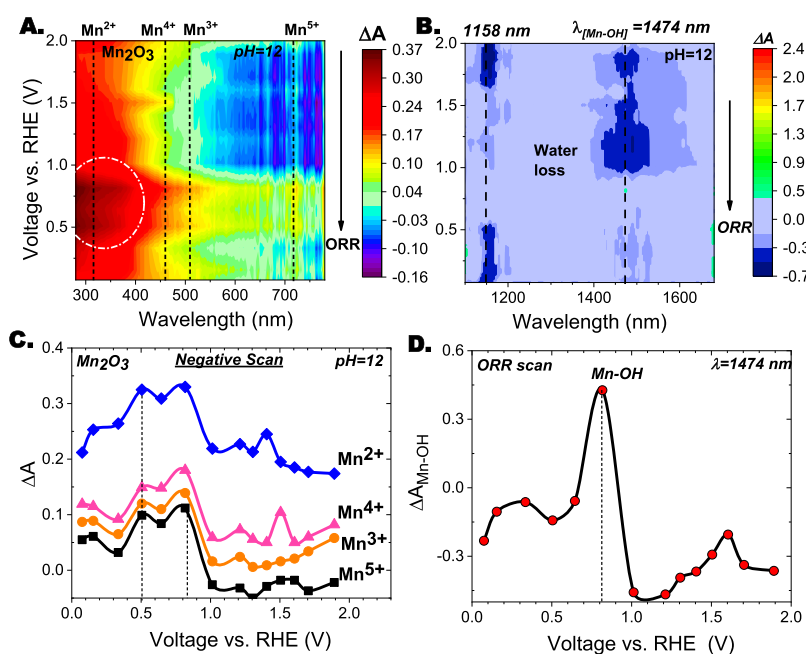 A.
Mn2+ Mn4+ Mn3+ Mn5+
Mn2O3 pH=12
ΔA
2.0
1.5
1.0
0.5
Voltage vs. RHE (V)
300 400 500 600 700
Wavelength (nm)
ORR
0.37
0.30
0.24
0.17
0.10
0.04
-0.03
-0.10
-0.16
B.
1158 nm λ[Mn-OH] =1474 nm
pH=12
ΔA
2.0
1.5
1.0
0.5
Voltage vs. RHE (V)
Water
loss
1200 1400 1600
Wavelength (nm)
ORR
2.4
2.0
1.6
1.3
0.9
0.5
0.0
-0.3
-0.7
C.
Mn2O3 Negative Scan pH=12
0.4
0.3
0.2
0.1
0.0
ΔA
Mn2+
Mn4+
Mn3+
Mn5+
0.0 0.5 1.0 1.5 2.0
Voltage vs. RHE (V)
D.
ORR scan Mn-OH λ=1474 nm
0.6
0.3
0.0
-0.3
ΔAMn-OH
0.0 0.5 1.0 1.5 2.0
Voltage vs. RHE (V)